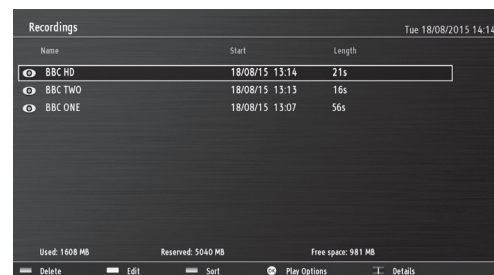 Recordings Tue 18/08/2015 14:14
Name Start Length
BBC HD 18/08/15 13:14 21s
BBC TWO 18/08/15 13:13 16s
BBC ONE 18/08/15 13:07 56s
Used: 1608 MB Reserved: 5040 MB Free space: 981 MB
Delete Edit Sort OK Play Options Details